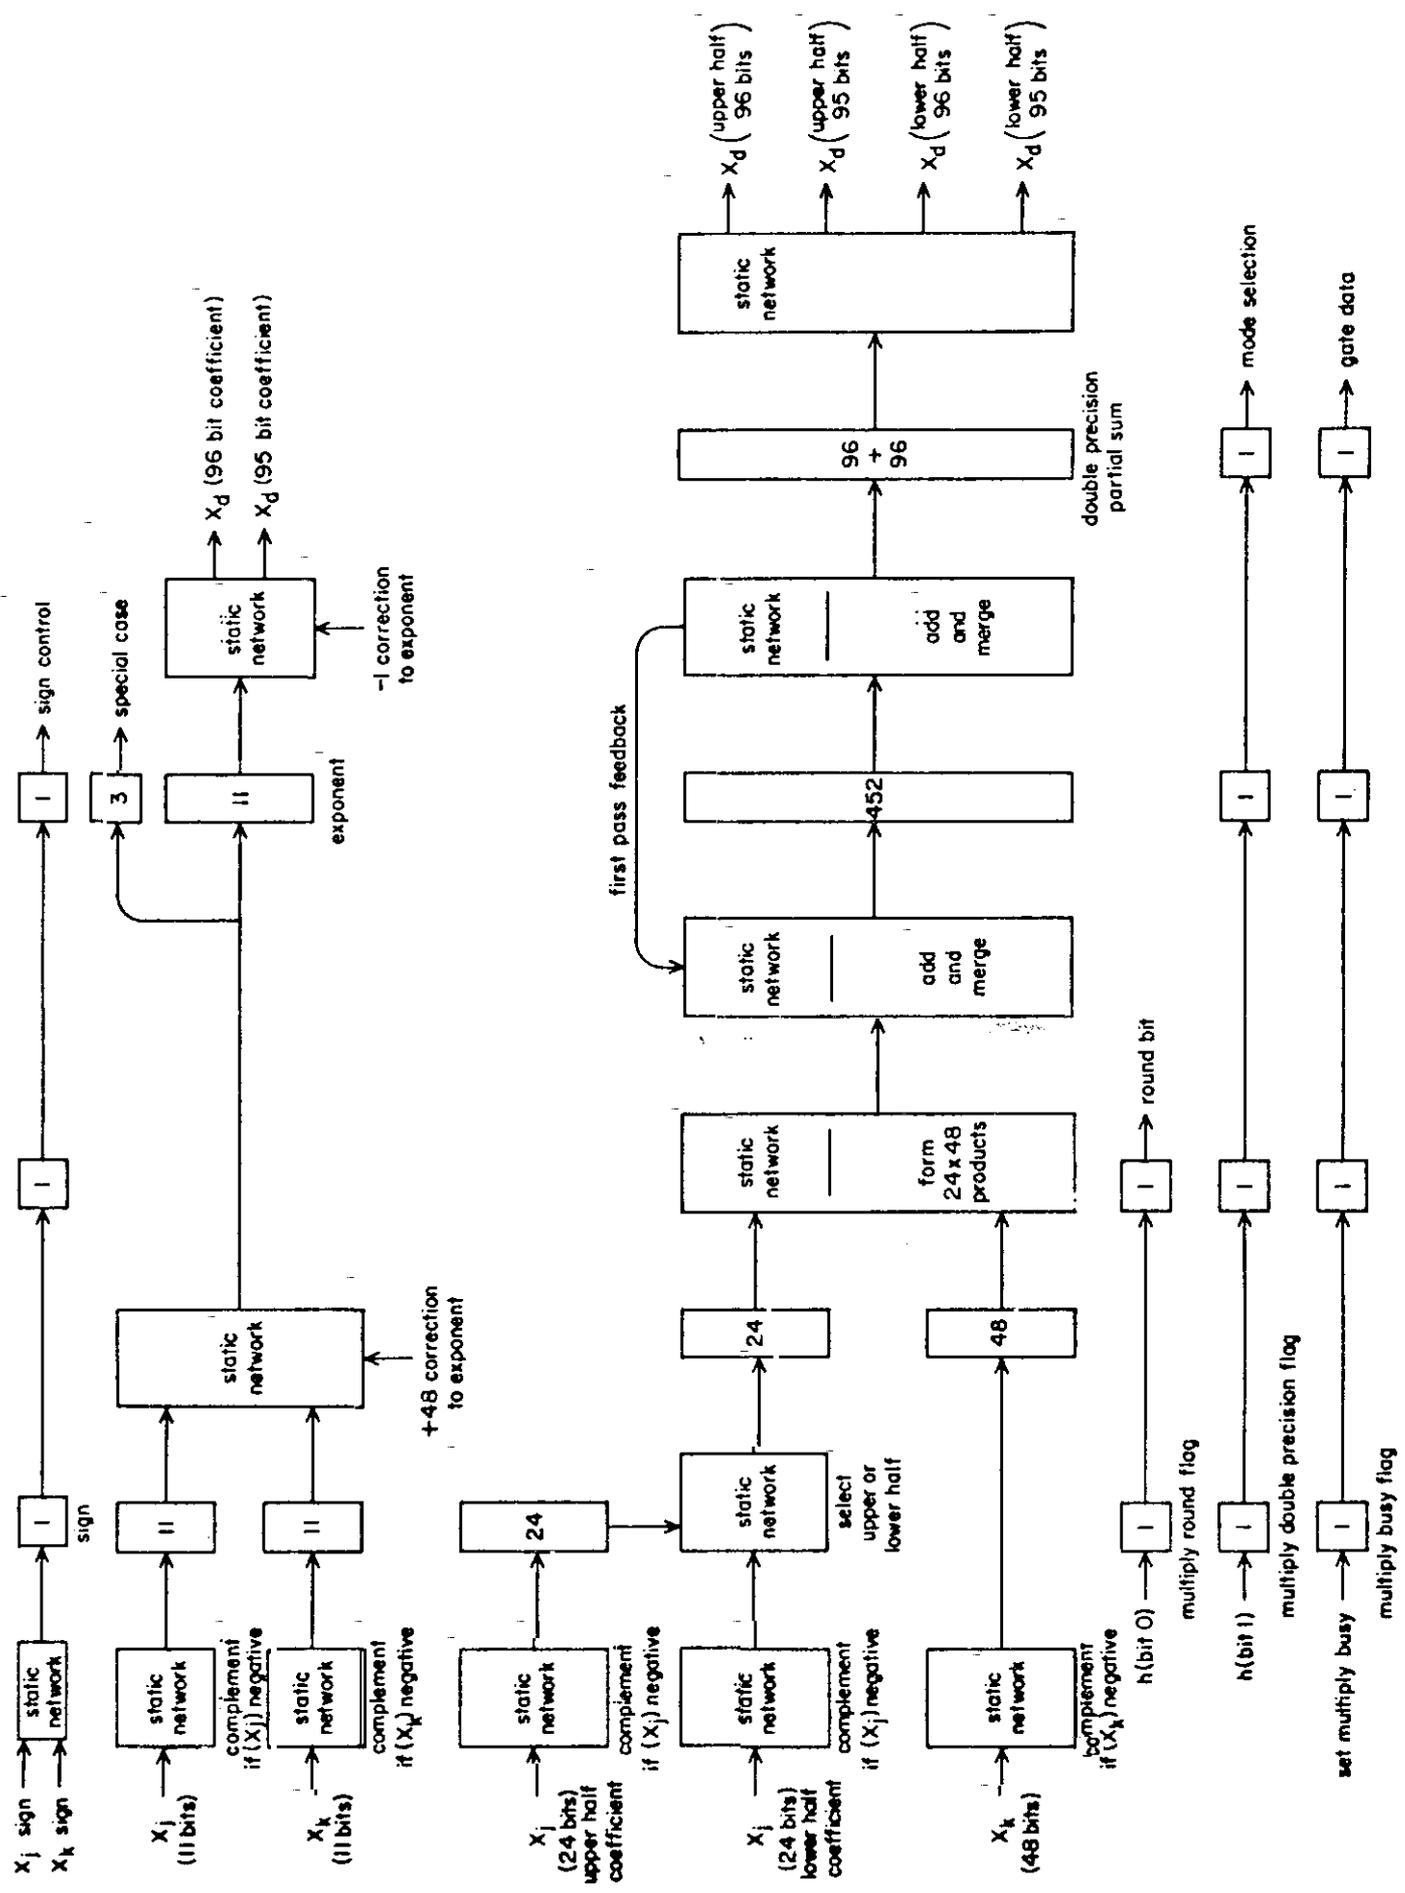 Xj sign
Xk sign
static
network
1
sign
1
1
sign control
Xj
(11 bits)
static
network
complement
if (Xj) negative
11
Xk
(11 bits)
static
network
complement
if (Xk) negative
11
static
network
+48 correction
to exponent
3
special case
11
exponent
static
network
-1 correction
to exponent
Xd (96 bit coefficient)
Xd (95 bit coefficient)
Xj
(24 bits)
upper half
coefficient
static
network
complement
if (Xj) negative
24
Xj
(24 bits)
lower half
coefficient
static
network
complement
if (Xj) negative
static
network
select
upper or
lower half
24
Xk
(48 bits)
static
network
complement
if (Xk) negative
48
static
network
form
24x48
products
static
network
add
and
merge
first pass feedback
452
static
network
add
and
merge
96
+
96
double precision
partial sum
static
network
Xd (upper half)
96 bits
Xd (upper half)
95 bits
Xd (lower half)
96 bits
Xd (lower half)
95 bits
h(bit 0)
1
multiply round flag
1
round bit
h(bit 1)
1
multiply double precision flag
1
1
1
mode selection
set multiply busy
1
multiply busy flag
1
1
1
gate data